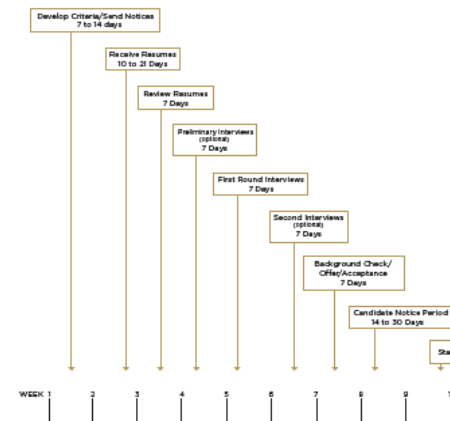 Develop Criteria/Send Notices
7 to 14 days
Receive Resumes
10 to 21 Days
Review Resumes
7 Days
Preliminary Interviews
(optional)
7 Days
First Round Interviews
7 Days
Second Interviews
(optional)
7 Days
Background Check/
Offer/Acceptance
7 Days
Candidate Notice Period
14 to 30 Days
WEEK 1 2 3 4 5 6 7 8 9